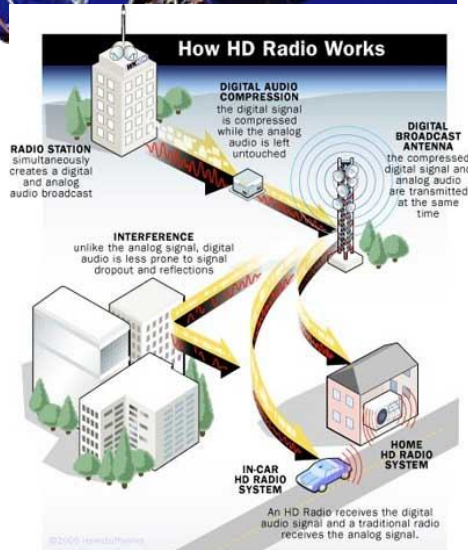 How HD Radio Works
DIGITAL AUDIO
COMPRESSION
the digital signal
is compressed
while the analog
audio is left
untouched
RADIO STATION
simultaneously
creates a digital
and analog
audio broadcast
DIGITAL
BROADCAST
ANTENNA
the compressed
digital signal and
analog audio
are transmitted
at the same
time
INTERFERENCE
unlike the analog signal, digital
audio is less prone to signal
dropout and reflections
HOME
HD RADIO
SYSTEM
IN-CAR
HD RADIO
SYSTEM
An HD Radio receives the digital
audio signal and a traditional radio
receives the analog signal.